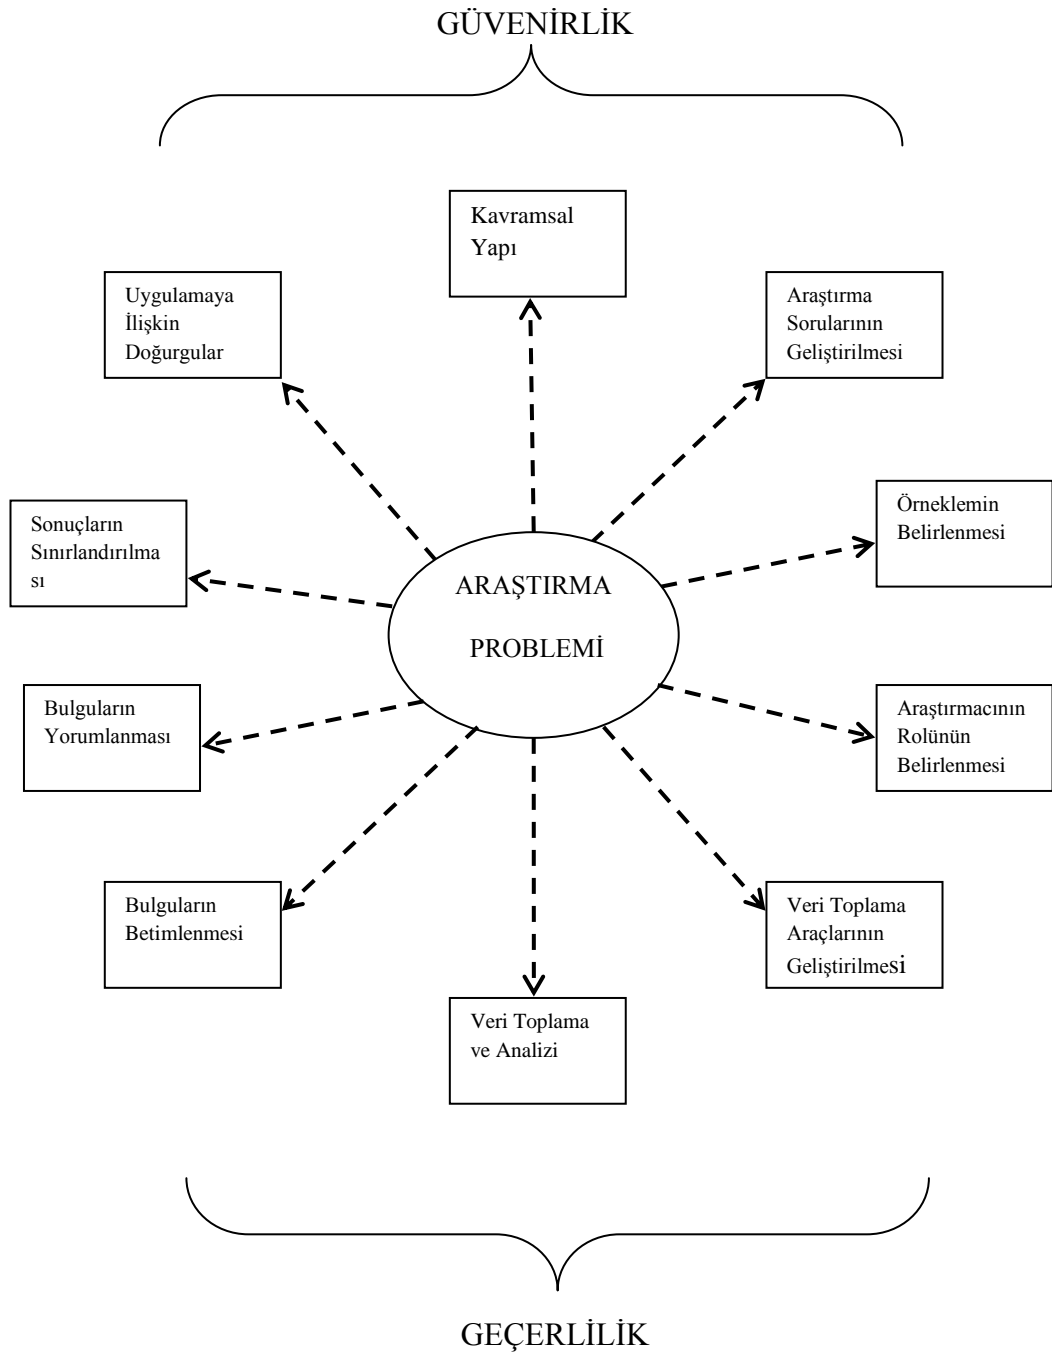 GÜVENİRLİK
Kavramsal
Yapı
Uygulamaya
İlişkin
Doğurgular
Araştırma
Sorularının
Geliştirilmesi
Sonuçların
Sınırlandırılma
sı
Örneklemin
Belirlenmesi
ARAŞTIRMA
PROBLEMİ
Bulguların
Yorumlanması
Araştırmacının
Rolünün
Belirlenmesi
Bulguların
Betimlenmesi
Veri Toplama
Araçlarının
Geliştirilmesi
Veri Toplama
ve Analizi
GEÇERLİLİK